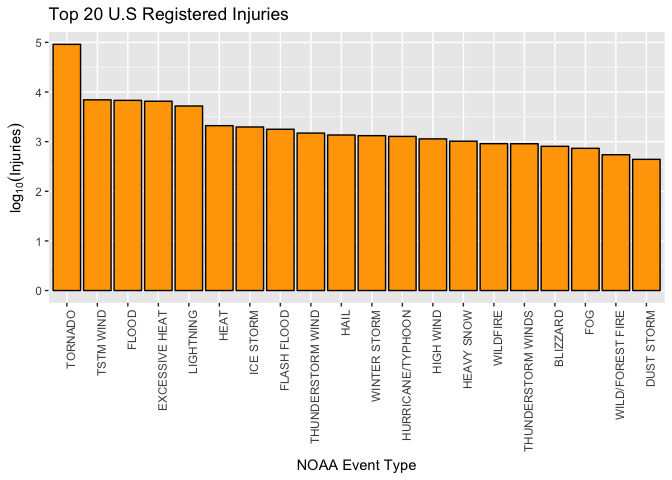 Top 20 U.S Registered Injuries
log₁₀(Injuries)
5
4
3
2
1
0
TORNADO
TSTM WIND
FLOOD
EXCESSIVE HEAT
LIGHTNING
HEAT
ICE STORM
FLASH FLOOD
THUNDERSTORM WIND
HAIL
WINTER STORM
HURRICANE/TYPHOON
HIGH WIND
HEAVY SNOW
WILDFIRE
THUNDERSTORM WINDS
BLIZZARD
FOG
WILD/FOREST FIRE
DUST STORM
NOAA Event Type